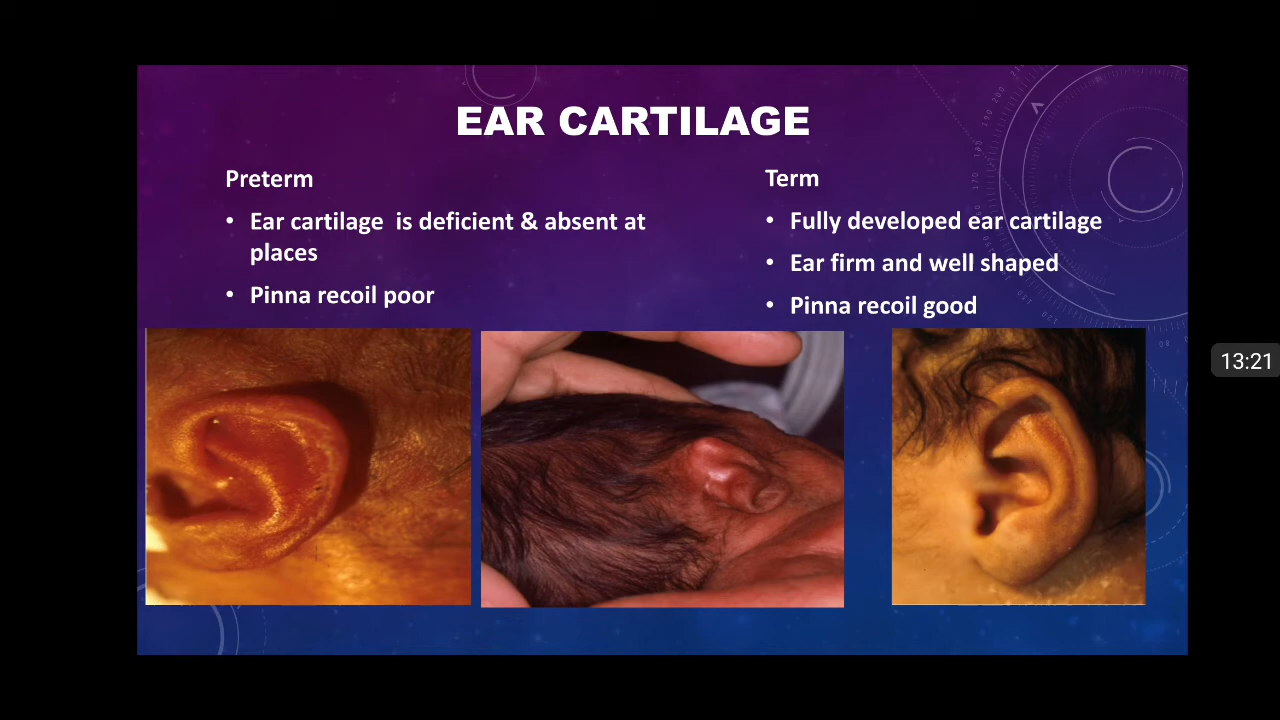 EAR CARTILAGE
Preterm
• Ear cartilage is deficient & absent at
places
• Pinna recoil poor
Term
• Fully developed ear cartilage
• Ear firm and well shaped
• Pinna recoil good
13:21